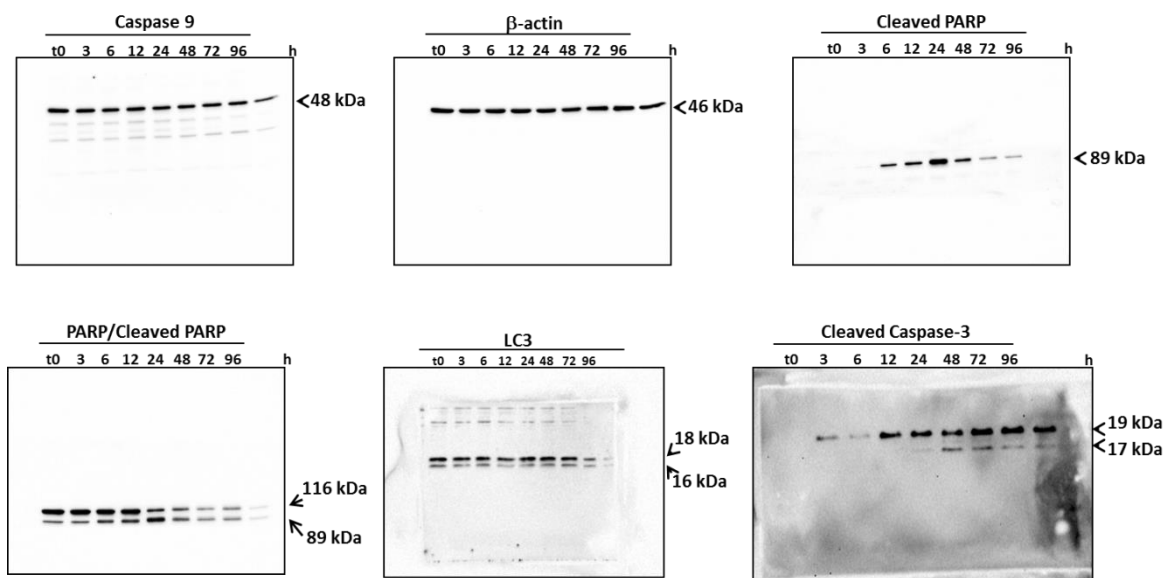 Caspase 9
t0 3 6 12 24 48 72 96 h
48 kDa
β-actin
t0 3 6 12 24 48 72 96 h
46 kDa
Cleaved PARP
t0 3 6 12 24 48 72 96 h
89 kDa
PARP/Cleaved PARP
t0 3 6 12 24 48 72 96 h
116 kDa
89 kDa
LC3
t0 3 6 12 24 48 72 96 h
18 kDa
16 kDa
Cleaved Caspase-3
t0 3 6 12 24 48 72 96 h
19 kDa
17 kDa